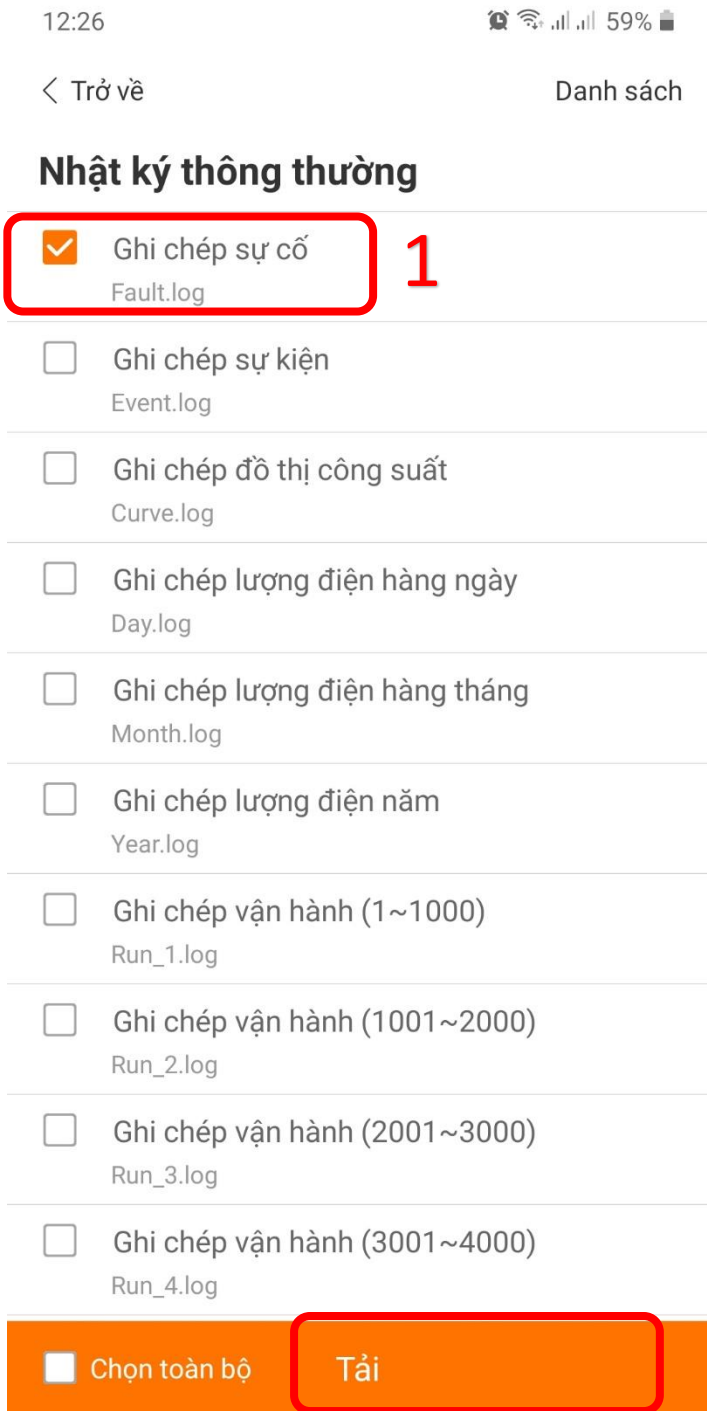 12:26 59%
Trở về Danh sách
Nhật ký thông thường
Ghi chép sự cố 1
Fault.log
Ghi chép sự kiện
Event.log
Ghi chép đồ thị công suất
Curve.log
Ghi chép lượng điện hàng ngày
Day.log
Ghi chép lượng điện hàng tháng
Month.log
Ghi chép lượng điện năm
Year.log
Ghi chép vận hành (1~1000)
Run_1.log
Ghi chép vận hành (1001~2000)
Run_2.log
Ghi chép vận hành (2001~3000)
Run_3.log
Ghi chép vận hành (3001~4000)
Run_4.log
Chọn toàn bộ Tải